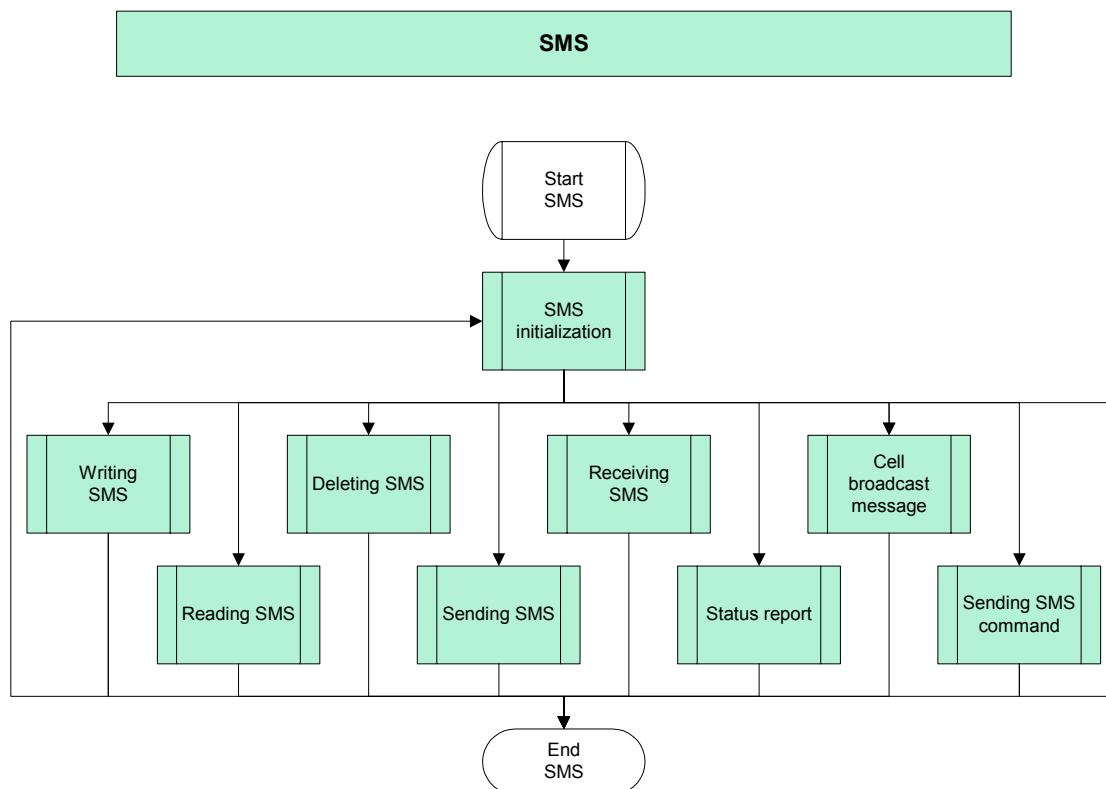 SMS
Start
SMS
SMS
initialization
Writing
SMS
Deleting SMS
Receiving
SMS
Cell
broadcast
message
Reading SMS
Sending SMS
Status report
Sending SMS
command
End
SMS